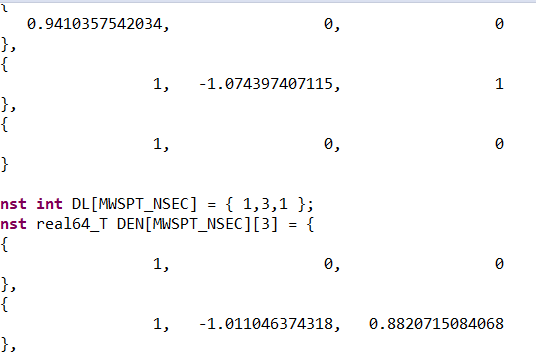 {
0.9410357542034, 0, 0
},
{
1, -1.074397407115, 1
},
{
1, 0, 0
}
nst int DL[MWSPT_NSEC] = { 1,3,1 };
nst real64_T DEN[MWSPT_NSEC][3] = {
{
1, 0, 0
},
{
1, -1.011046374318, 0.8820715084068
},